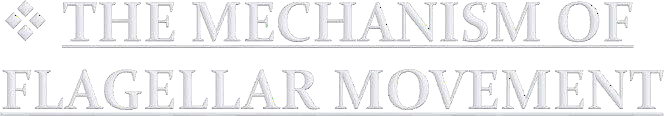 ❖ THE MECHANISM OF
FLAGELLAR MOVEMENT